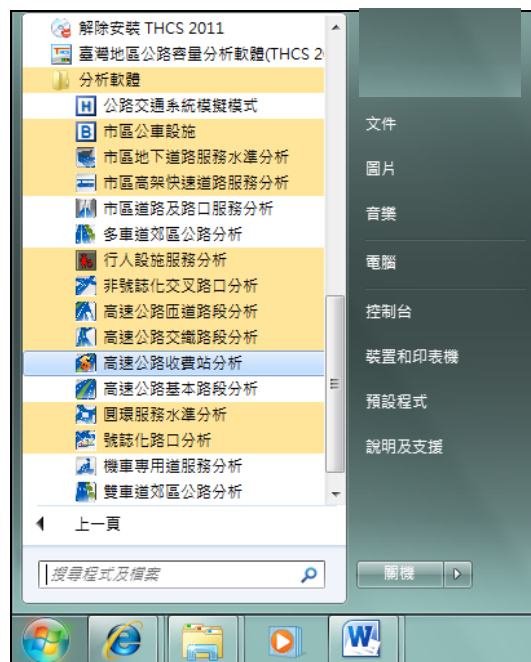 解除安裝 THCS 2011
臺灣地區公路容量分析軟體(THCS 2
分析軟體
公路交通系統模擬模式
市區公車設施
市區地下道路服務水準分析
市區高架快速道路服務分析
市區道路及路口服務分析
多車道郊區公路分析
行人設施服務分析
非號誌化交叉路口分析
高速公路匝道路段分析
高速公路交織路段分析
高速公路收費站分析
高速公路基本路段分析
圓環服務水準分析
號誌化路口分析
機車專用道服務分析
雙車道郊區公路分析
上一頁
搜尋程式及檔案
文件
圖片
音樂
電腦
控制台
裝置和印表機
預設程式
說明及支援
關機